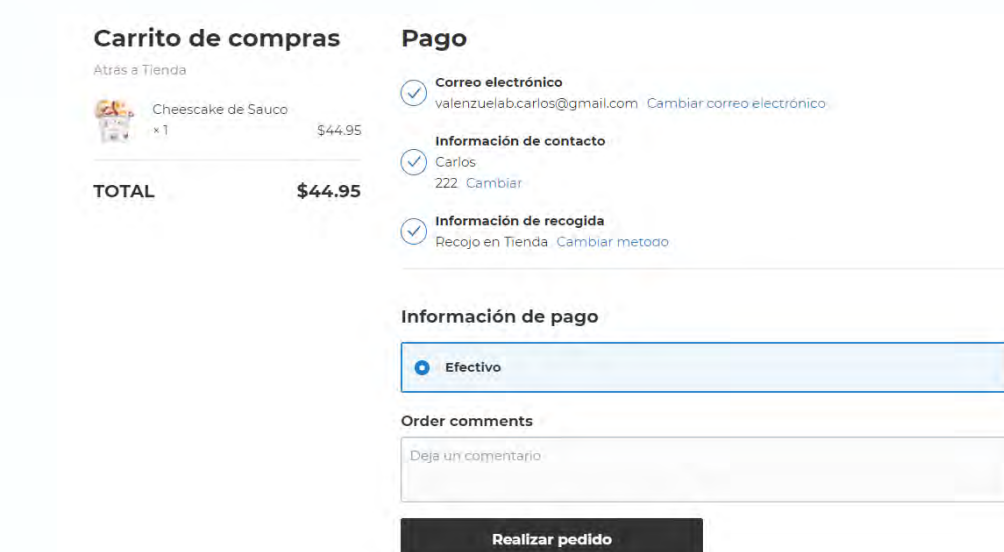 Carrito de compras
Atrás a Tienda
Cheescake de Sauco
× 1 $44.95
TOTAL $44.95
Pago
Correo electrónico
valenzuelab.carlos@gmail.com Cambiar correo electrónico
Información de contacto
Carlos
222 Cambiar
Información de recogida
Recojo en Tienda Cambiar metodo
Información de pago
Efectivo
Order comments
Deja un comentario
Realizar pedido